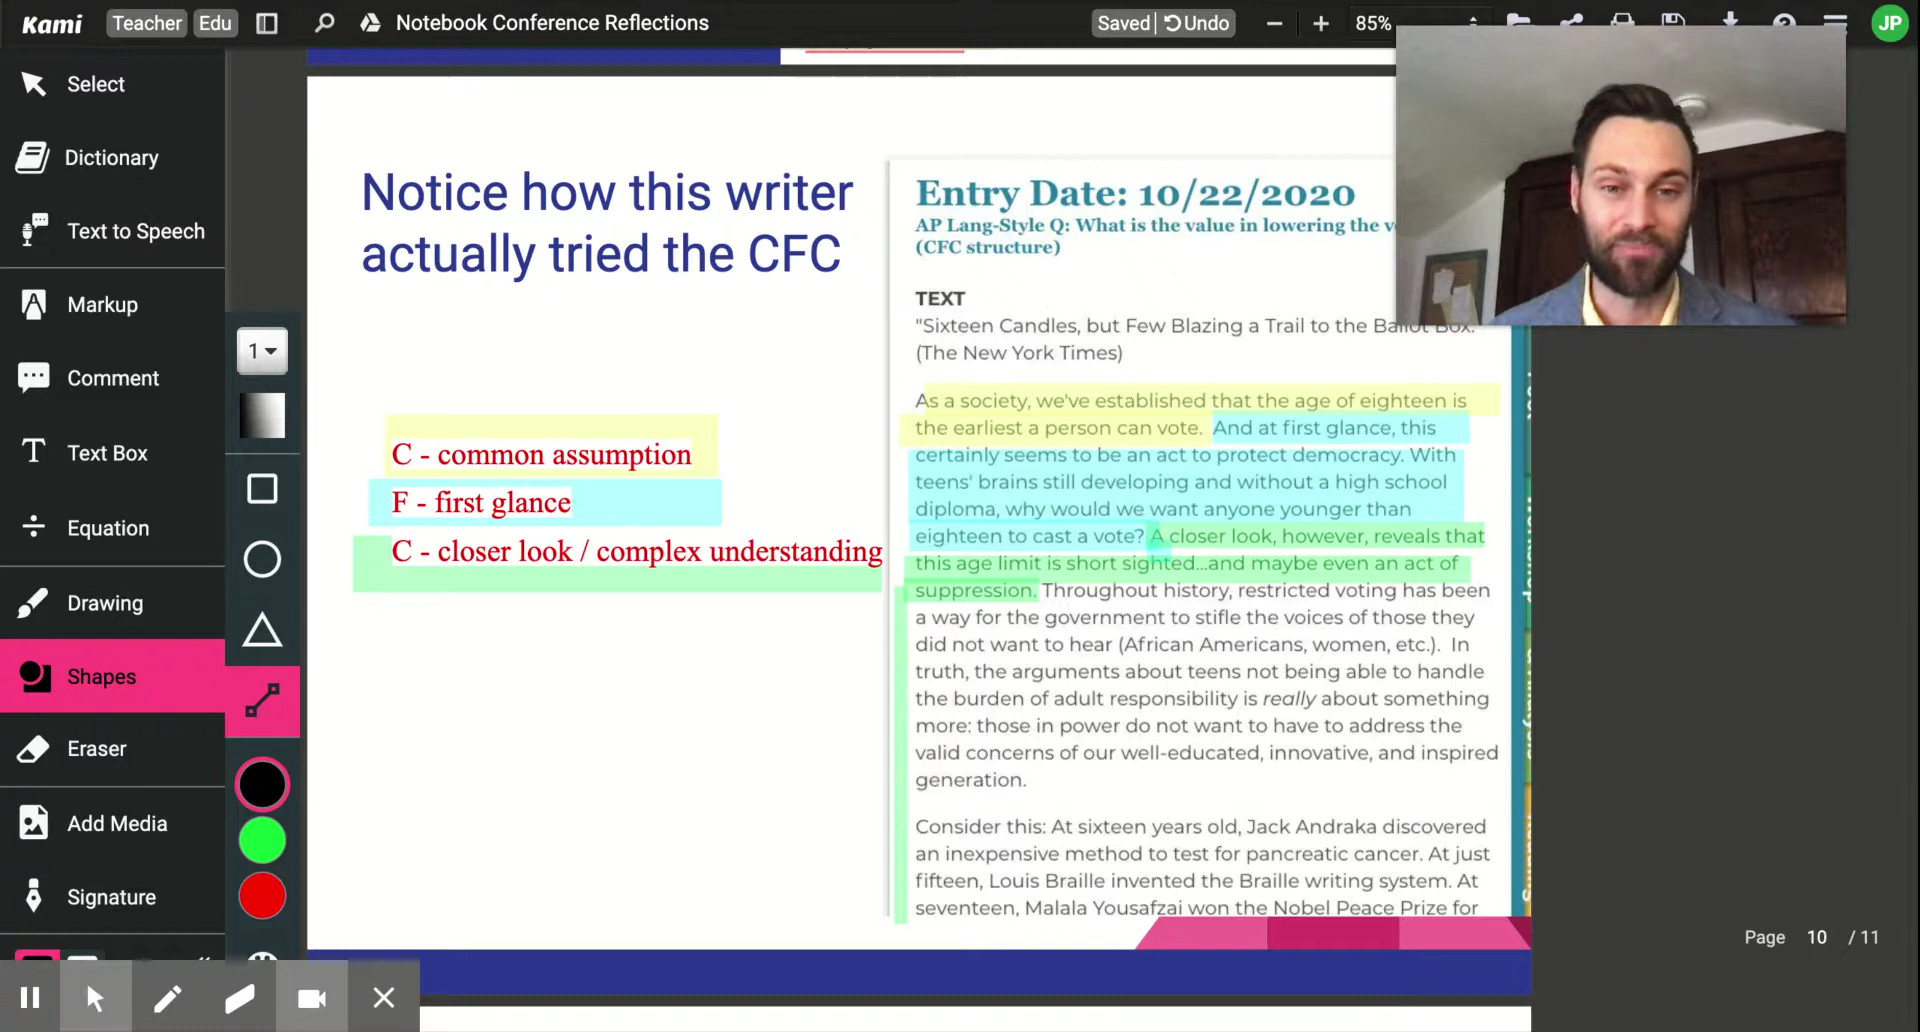 Kami Teacher Edu Notebook Conference Reflections Saved Undo 85% JP
Select
Dictionary
Text to Speech
Markup
Comment
Text Box
Equation
Drawing
Shapes
Eraser
Add Media
Signature
1
Notice how this writer
actually tried the CFC
C - common assumption
F - first glance
C - closer look / complex understanding
Entry Date: 10/22/2020
AP Lang-Style Q: What is the value in lowering the
(CFC structure)
TEXT
"Sixteen Candles, but Few Blazing a Trail to the Ballot Box."
(The New York Times)
As a society, we've established that the age of eighteen is
the earliest a person can vote. And at first glance, this
certainly seems to be an act to protect democracy. With
teens' brains still developing and without a high school
diploma, why would we want anyone younger than
eighteen to cast a vote? A closer look, however, reveals that
this age limit is short sighted...and maybe even an act of
suppression. Throughout history, restricted voting has been
a way for the government to stifle the voices of those they
did not want to hear (African Americans, women, etc.). In
truth, the arguments about teens not being able to handle
the burden of adult responsibility is really about something
more: those in power do not want to have to address the
valid concerns of our well-educated, innovative, and inspired
generation.
Consider this: At sixteen years old, Jack Andraka discovered
an inexpensive method to test for pancreatic cancer. At just
fifteen, Louis Braille invented the Braille writing system. At
seventeen, Malala Yousafzai won the Nobel Peace Prize for
Page 10 / 11